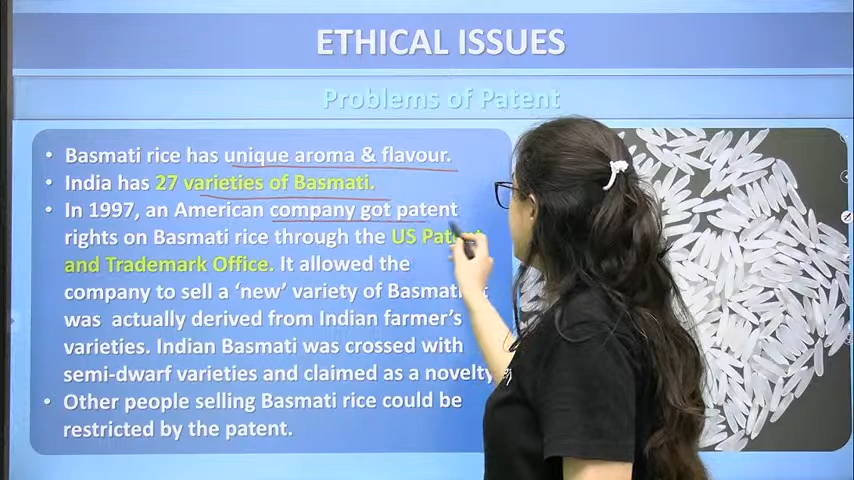 ETHICAL ISSUES
Problems of Patent
• Basmati rice has unique aroma & flavour.
• India has 27 varieties of Basmati.
• In 1997, an American company got patent
rights on Basmati rice through the US
and Trademark Office. It allowed the
company to sell a ‘new’ variety of Basmati
was actually derived from Indian farmer’s
varieties. Indian Basmati was crossed with
semi-dwarf varieties and claimed as a novelty
• Other people selling Basmati rice could be
restricted by the patent.